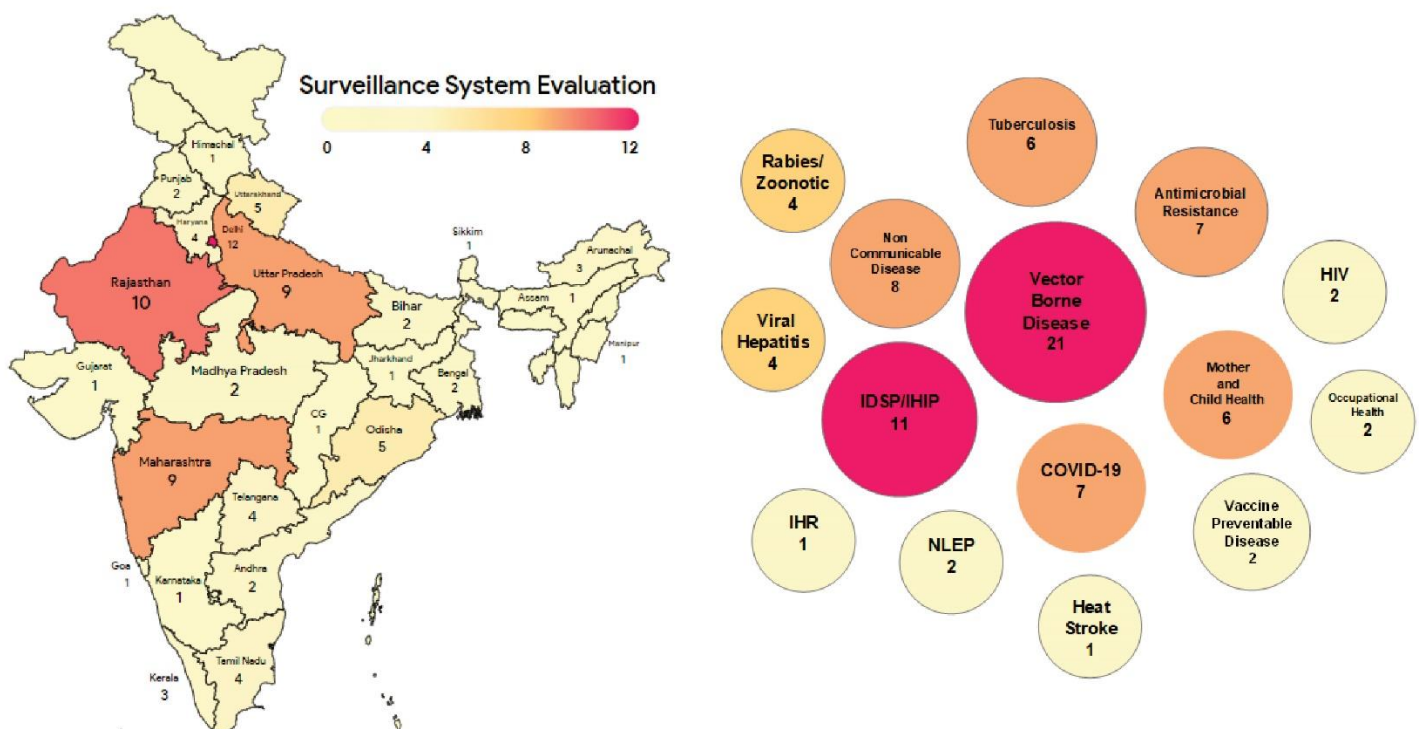 Surveillance System Evaluation
0 4 8 12
Himachal
1
Punjab
2
Uttarakhand
5
Haryana
4
Delhi
12
Rajasthan
10
Uttar Pradesh
9
Bihar
2
Sikkim
1
Arunachal
3
Assam
1
Manipur
1
Gujarat
1
Madhya Pradesh
2
Jharkhand
1
Bengal
2
CG
1
Odisha
5
Maharashtra
9
Telangana
4
Goa
1
Karnataka
1
Andhra
2
Kerala
3
Tamil Nadu
4
Tuberculosis
6
Rabies/
Zoonotic
4
Antimicrobial
Resistance
7
Non
Communicable
Disease
8
Vector
Borne
Disease
21
HIV
2
Viral
Hepatitis
4
IDSP/IHIP
11
Mother
and
Child Health
6
Occupational
Health
2
COVID-19
7
IHR
1
NLEP
2
Vaccine
Preventable
Disease
2
Heat
Stroke
1